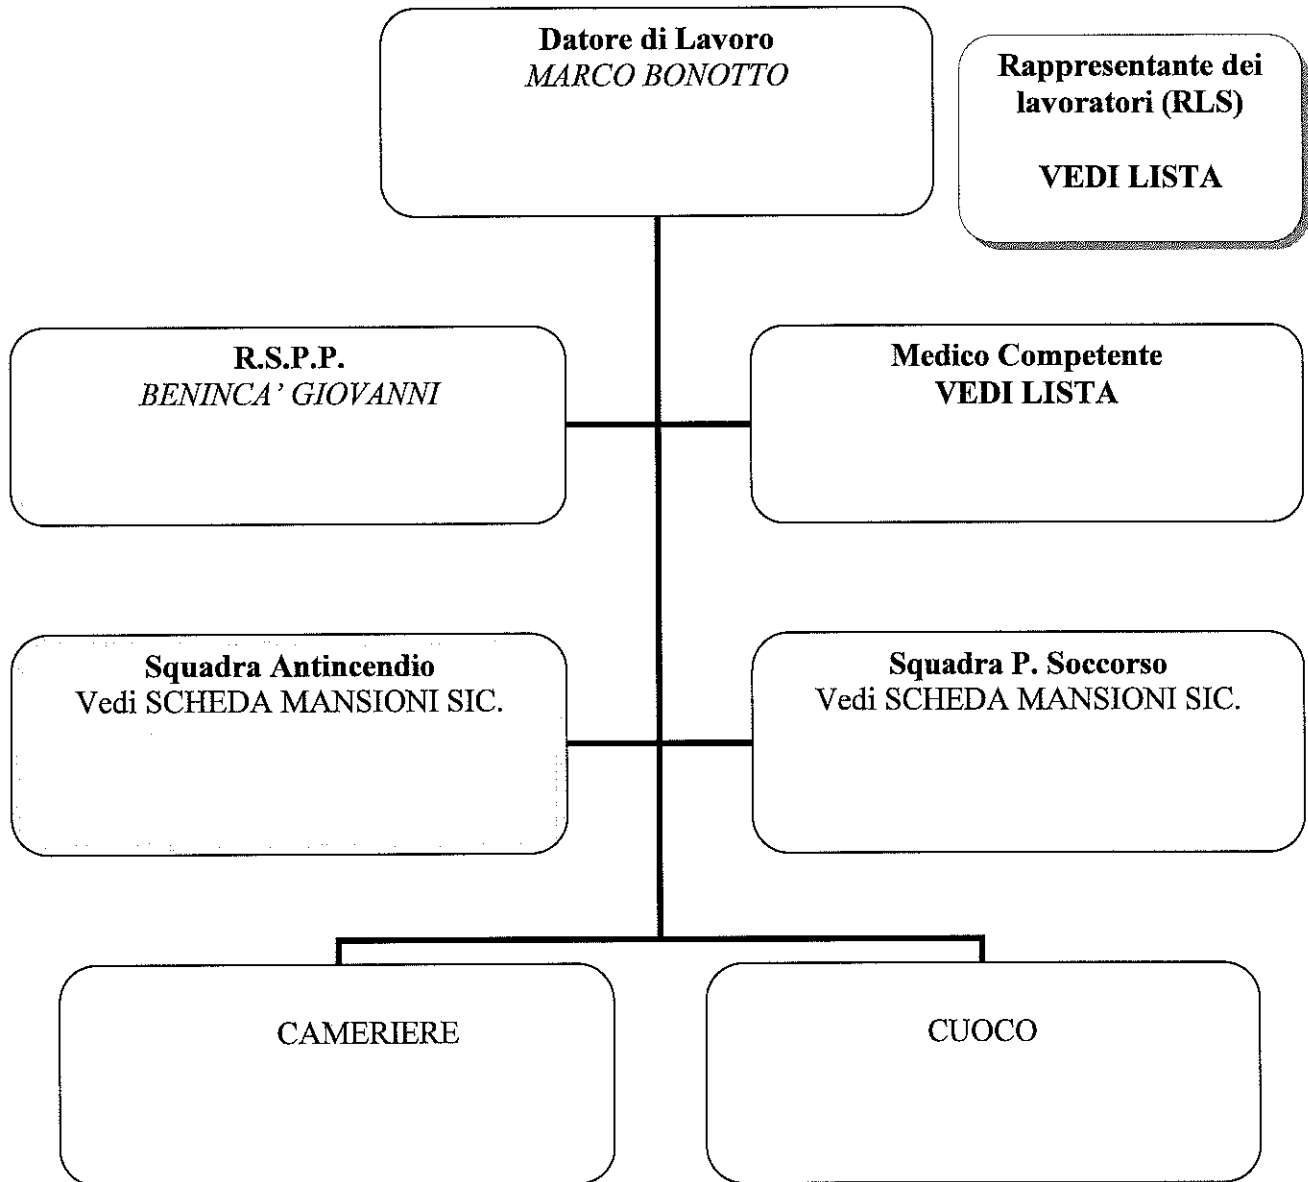 Datore di Lavoro
MARCO BONOTTO
Rappresentante dei
lavoratori (RLS)
VEDI LISTA
R.S.P.P.
BENINCA' GIOVANNI
Medico Competente
VEDI LISTA
Squadra Antincendio
Vedi SCHEDA MANSIONI SIC.
Squadra P. Soccorso
Vedi SCHEDA MANSIONI SIC.
CAMERIERE
CUOCO